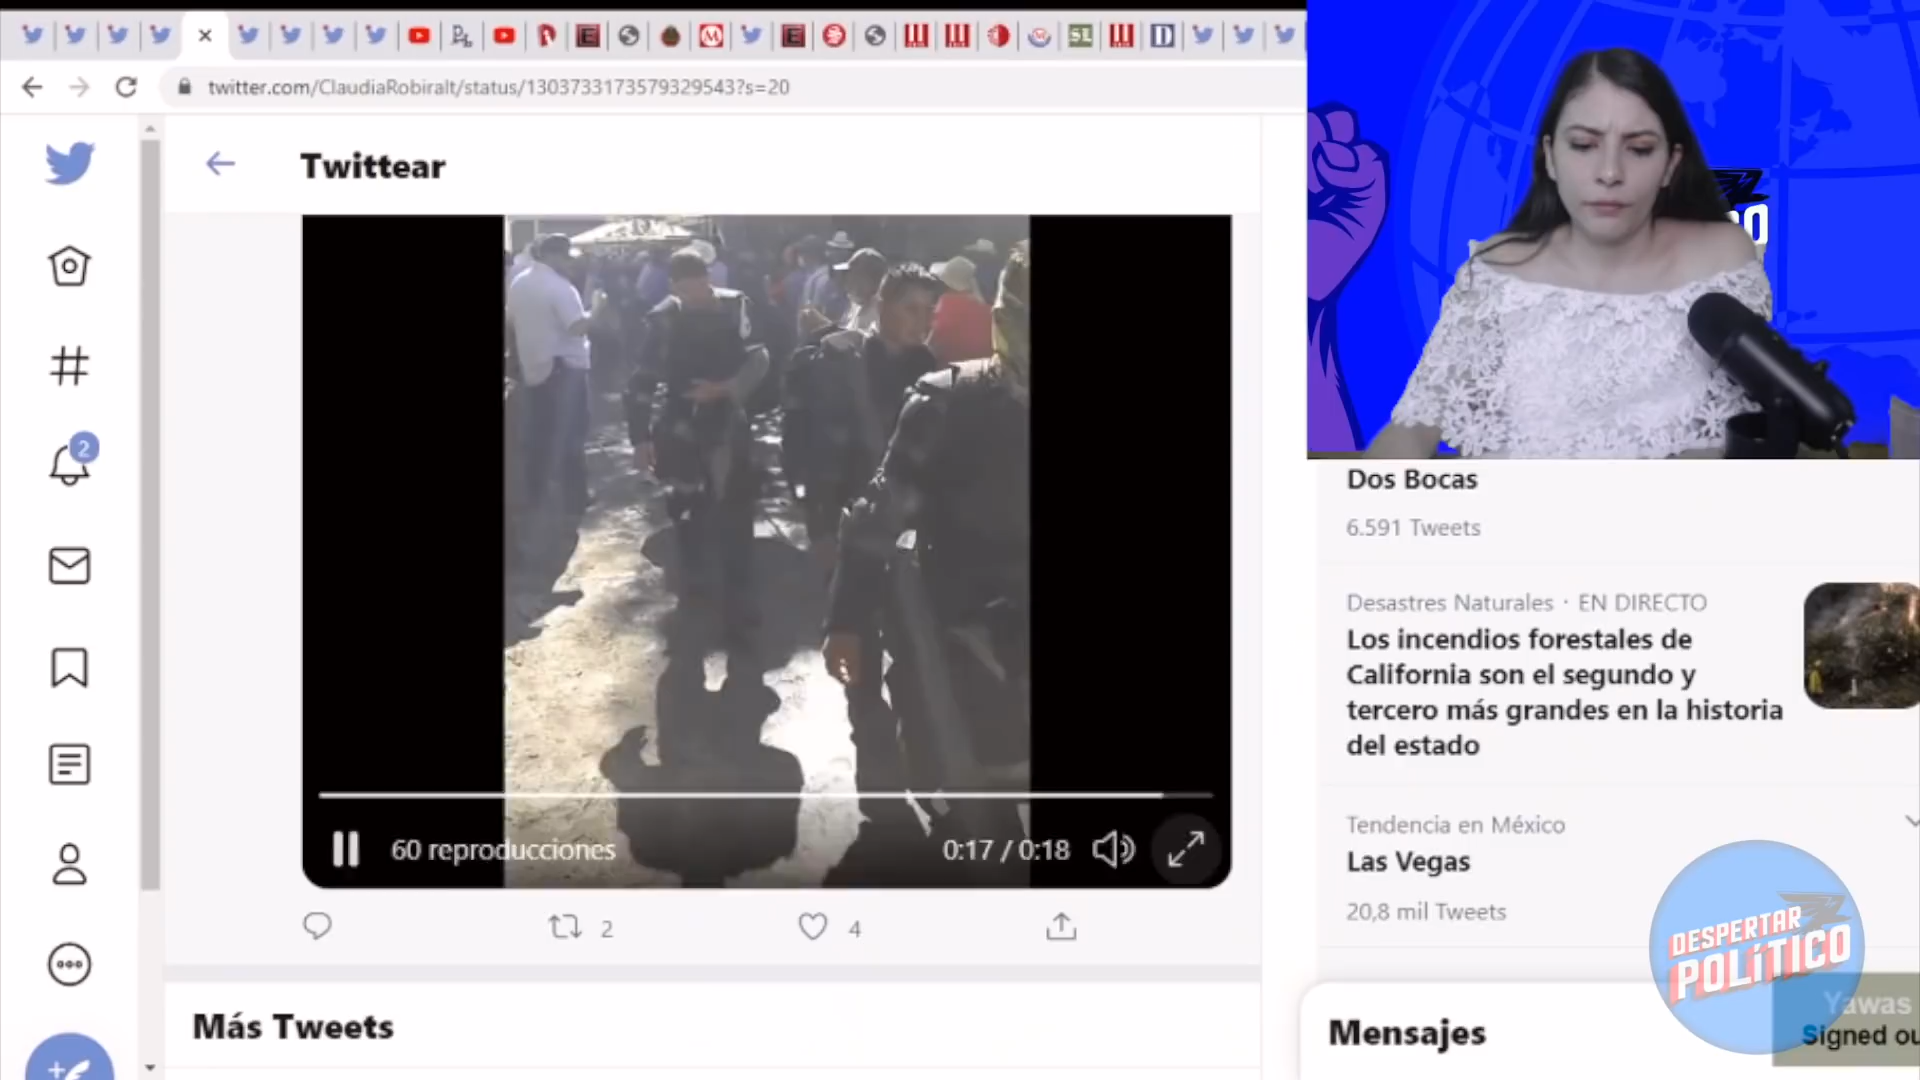 twitter.com/ClaudiaRobiralt/status/1303733173579329543?s=20
Twittear
2
60 reproducciones
0:17 / 0:18
2
4
Más Tweets
Dos Bocas
6.591 Tweets
Desastres Naturales · EN DIRECTO
Los incendios forestales de
California son el segundo y
tercero más grandes en la historia
del estado
Tendencia en México
Las Vegas
20,8 mil Tweets
DESPERTAR
POLíTICO
Mensajes
Yawas
Signed